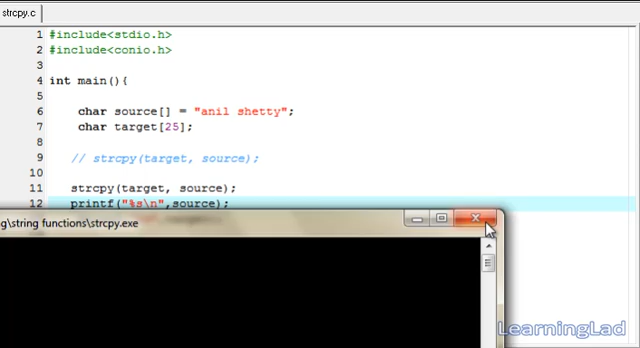 strcpy.c
1 #include<stdio.h>
2 #include<conio.h>
3
4 int main(){
5
6 char source[] = "anil shetty";
7 char target[25];
8
9 // strcpy(target, source);
10
11 strcpy(target, source);
12 printf("%s\n",source);
g\string functions\strcpy.exe
LearningLad